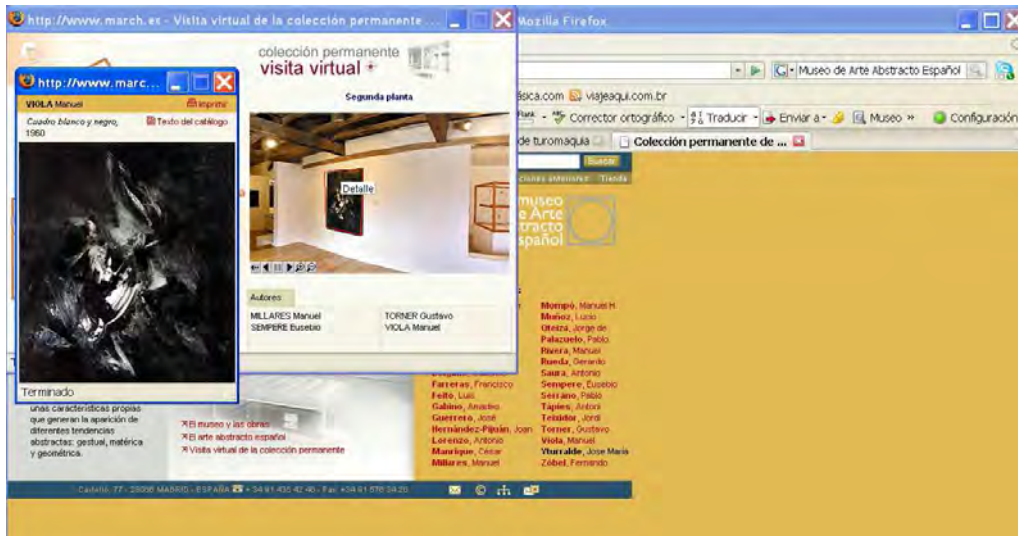 http://www.march.es - Visita virtual de la colección permanente ...
Mozilla Firefox
Museo de Arte Abstracto Español
viajeaqui.com.br
Corrector ortográfico
Traducir
Enviar a
Museo »
Configuración
de turomaquia
Colección permanente de ...
colección permanente
visita virtual
Segunda planta
Detalle
Autores
MILLARES Manuel
SEMPERE Eusebio
TORNER Gustavo
VIOLA Manuel
http://www.marc...
VIOLA Manuel
Imprimir
Cuadro blanco y negro,
1960
Texto del catálogo
Terminado
Buscar
Tienda
museo
de Arte
Abstracto
Español
Mompó, Manuel H.
Muñoz, Lucio
Oteiza, Jorge de
Palazuelo, Pablo
Rivera, Manuel
Rueda, Gerardo
Saura, Antonio
Farreras, Francisco
Sempere, Eusebio
Feito, Luis
Serrano, Pablo
Gabino, Amadeo
Tàpies, Antoni
Guerrero, José
Teixidor, Jordi
Hernández-Pijuán, Joan
Torner, Gustavo
Lorenzo, Antonio
Viola, Manuel
Manrique, César
Yturralde, Jose María
Millares, Manuel
Zóbel, Fernando
unas características propias
que generan la aparición de
diferentes tendencias
abstractas: gestual, matérica
y geométrica.
El museo y las obras
El arte abstracto español
Visita virtual de la colección permanente
Castelló, 77 - 28006 MADRID - ESPAÑA